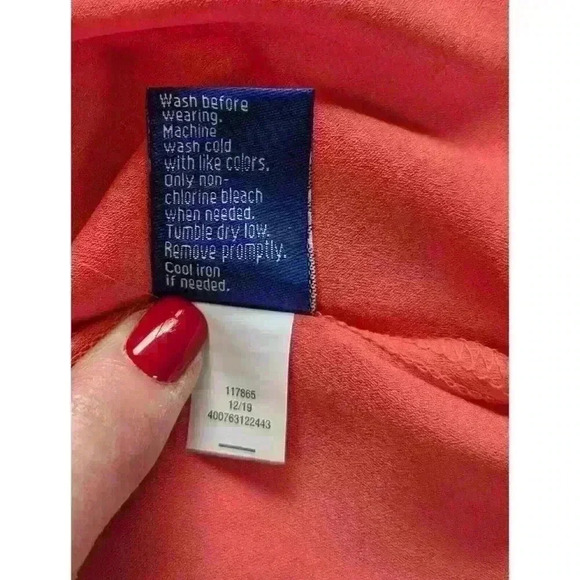 Wash before
wearing.
Machine
wash cold
with like colors.
Only non-
chlorine bleach
when needed.
Tumble dry low.
Remove promptly.
Cool iron
if needed.
117865
12/19
400763122443